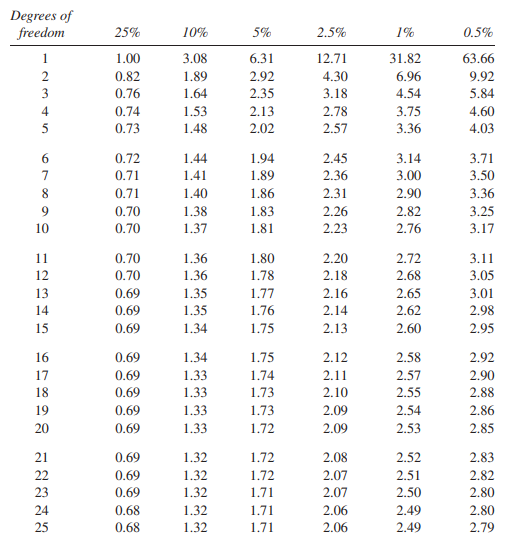 Degrees of
freedom 25% 10% 5% 2.5% 1% 0.5%
1 1.00 3.08 6.31 12.71 31.82 63.66
2 0.82 1.89 2.92 4.30 6.96 9.92
3 0.76 1.64 2.35 3.18 4.54 5.84
4 0.74 1.53 2.13 2.78 3.75 4.60
5 0.73 1.48 2.02 2.57 3.36 4.03
6 0.72 1.44 1.94 2.45 3.14 3.71
7 0.71 1.41 1.89 2.36 3.00 3.50
8 0.71 1.40 1.86 2.31 2.90 3.36
9 0.70 1.38 1.83 2.26 2.82 3.25
10 0.70 1.37 1.81 2.23 2.76 3.17
11 0.70 1.36 1.80 2.20 2.72 3.11
12 0.70 1.36 1.78 2.18 2.68 3.05
13 0.69 1.35 1.77 2.16 2.65 3.01
14 0.69 1.35 1.76 2.14 2.62 2.98
15 0.69 1.34 1.75 2.13 2.60 2.95
16 0.69 1.34 1.75 2.12 2.58 2.92
17 0.69 1.33 1.74 2.11 2.57 2.90
18 0.69 1.33 1.73 2.10 2.55 2.88
19 0.69 1.33 1.73 2.09 2.54 2.86
20 0.69 1.33 1.72 2.09 2.53 2.85
21 0.69 1.32 1.72 2.08 2.52 2.83
22 0.69 1.32 1.72 2.07 2.51 2.82
23 0.69 1.32 1.71 2.07 2.50 2.80
24 0.68 1.32 1.71 2.06 2.49 2.80
25 0.68 1.32 1.71 2.06 2.49 2.79